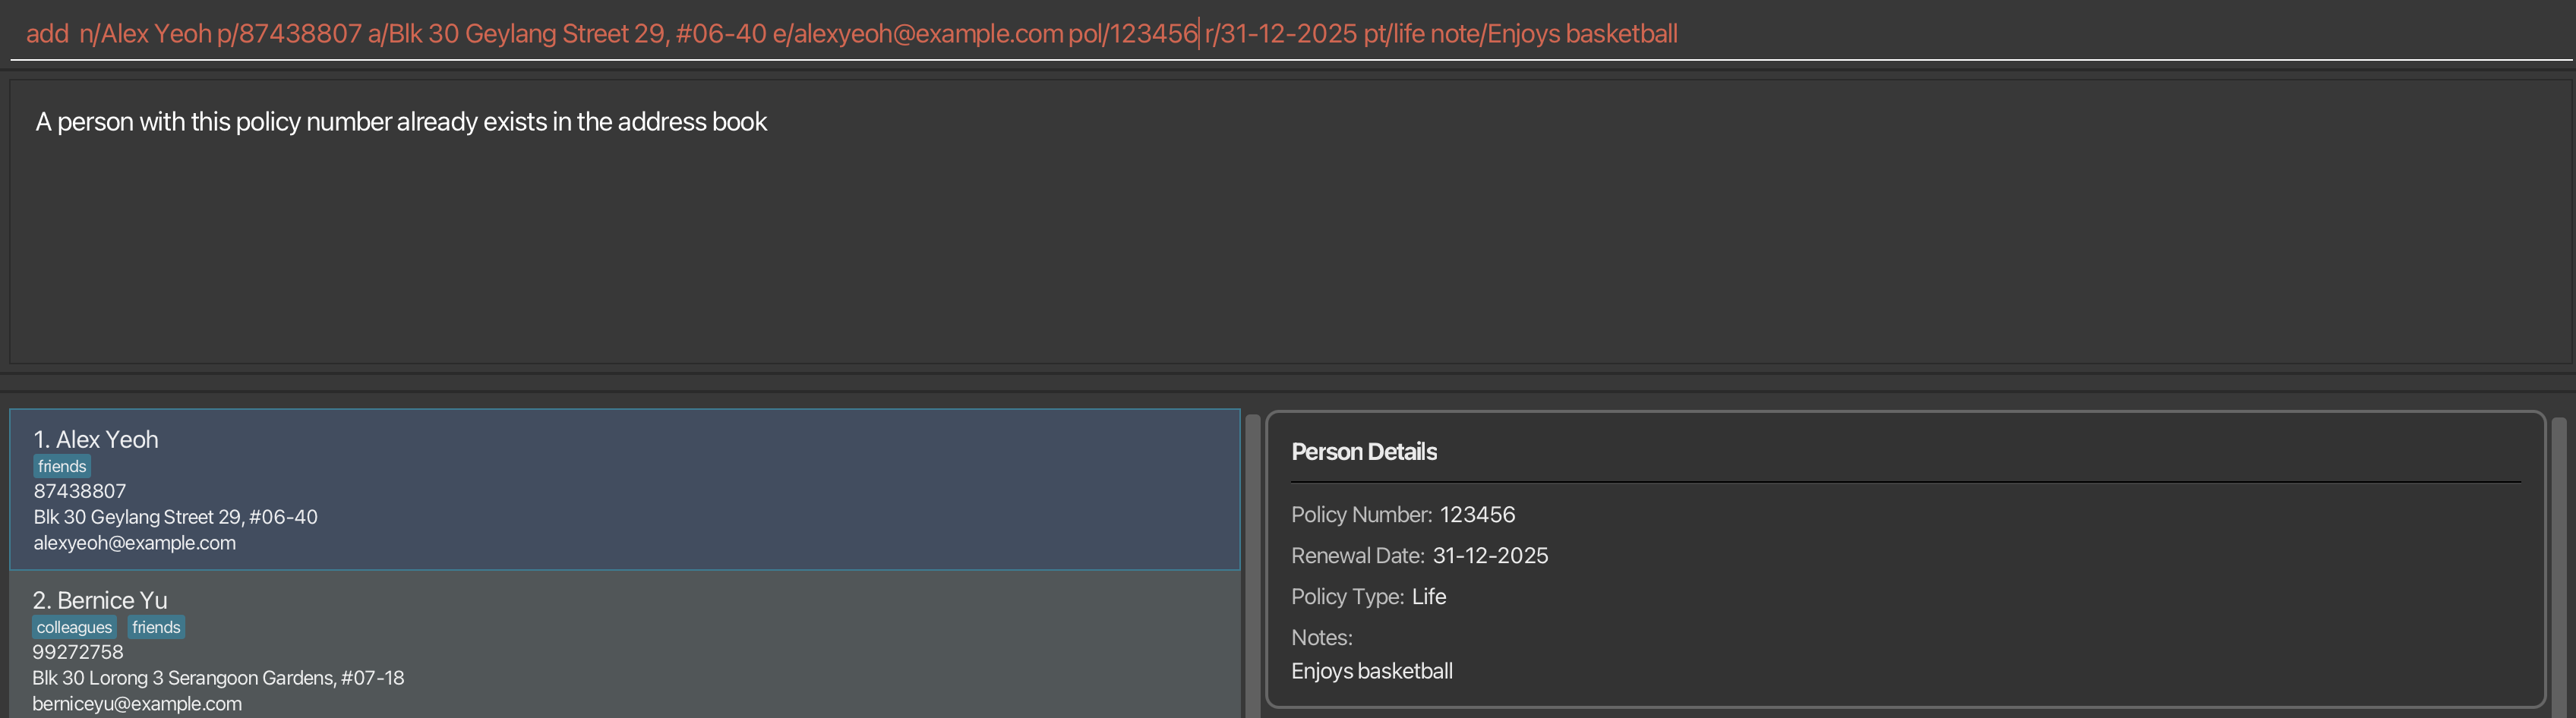 add  n/Alex Yeoh p/87438807 a/Blk 30 Geylang Street 29, #06-40 e/alexyeoh@example.com pol/123456 r/31-12-2025 pt/life note/Enjoys basketball
A person with this policy number already exists in the address book
1. Alex Yeoh
friends
87438807
Blk 30 Geylang Street 29, #06-40
alexyeoh@example.com
2. Bernice Yu
colleagues friends
99272758
Blk 30 Lorong 3 Serangoon Gardens, #07-18
berniceyu@example.com
Person Details
Policy Number: 123456
Renewal Date: 31-12-2025
Policy Type: Life
Notes:
Enjoys basketball